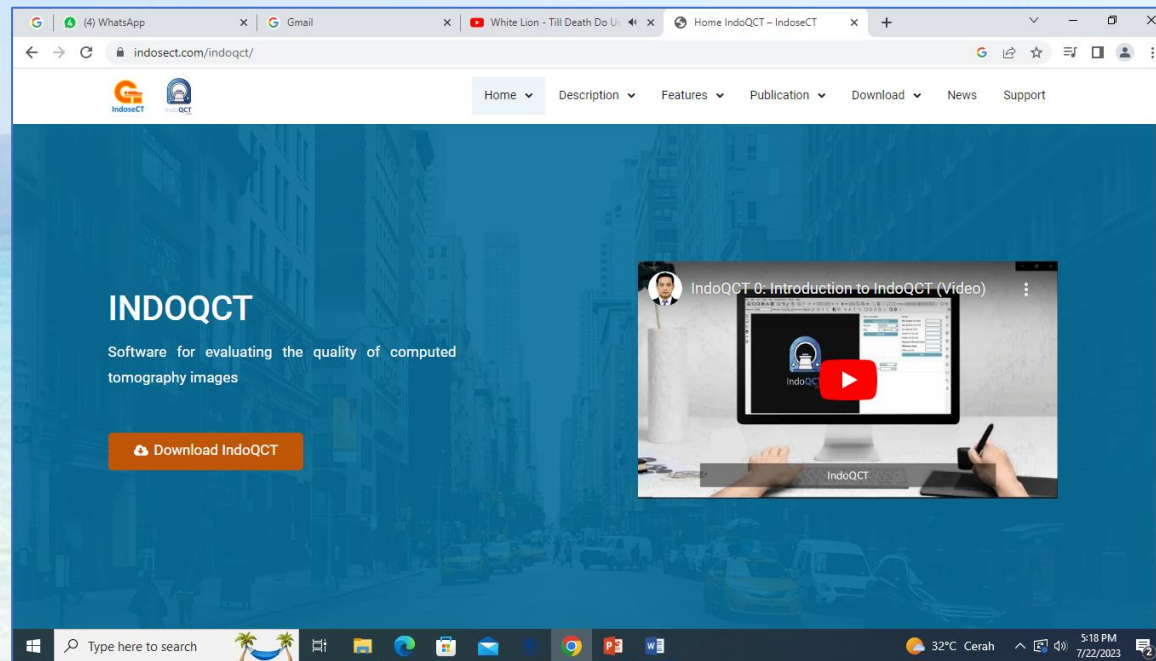 (4) WhatsApp
Gmail
White Lion - Till Death Do Us
Home IndoQCT – IndoseCT
indosect.com/indoqct/
IndoseCT
IndoQCT
Home
Description
Features
Publication
Download
News
Support
INDOQCT
Software for evaluating the quality of computed
tomography images
Download IndoQCT
IndoQCT 0: Introduction to IndoQCT (Video)
IndoQCT
Type here to search
32°C Cerah
5:18 PM
7/22/2023
2